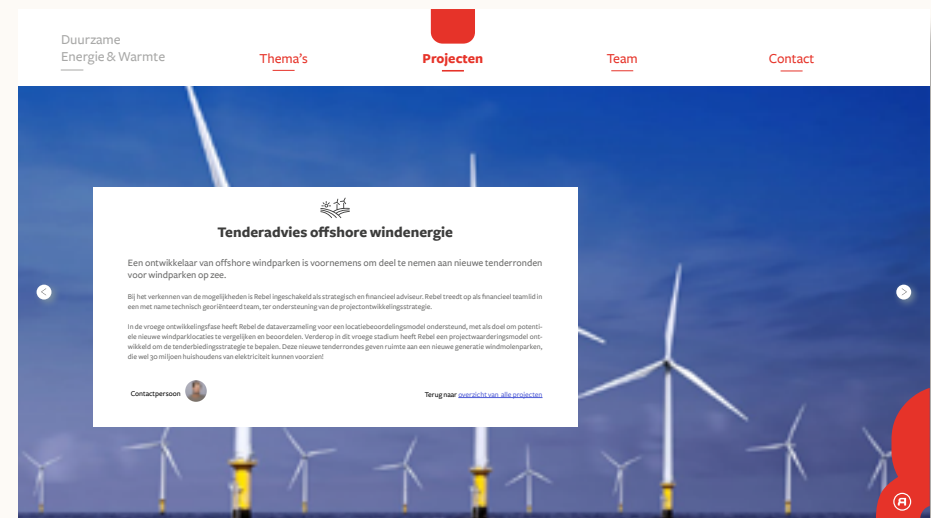 Duurzame
Energie & Warmte
Thema's
Projecten
Team
Contact
Tenderadvies offshore windenergie
Een ontwikkelaar van offshore windparken is voornemens om deel te nemen aan nieuwe tenderronden
voor windparken op zee.
Bij het verkennen van de mogelijkheden is Rebel ingeschakeld als strategisch en financieel adviseur. Rebel treedt op als financieel teamlid in
een met name technisch georiënteerd team, ter ondersteuning van de projectontwikkelingsstrategie.
In de vroege ontwikkelingsfase heeft Rebel de dataverzameling voor een locatiebeoordelingsmodel ondersteund, met als doel om potenti-
ele nieuwe windparklocaties te vergelijken en beoordelen. Verderop in dit vroege stadium heeft Rebel een projectwaarderingsmodel ont-
wikkeld om de tenderbiedingsstrategie te bepalen. Deze nieuwe tenderrondes geven ruimte aan een nieuwe generatie windmolenparken,
die wel 30 miljoen huishoudens van elektriciteit kunnen voorzien!
Contactpersoon
Terug naar overzicht van alle projecten